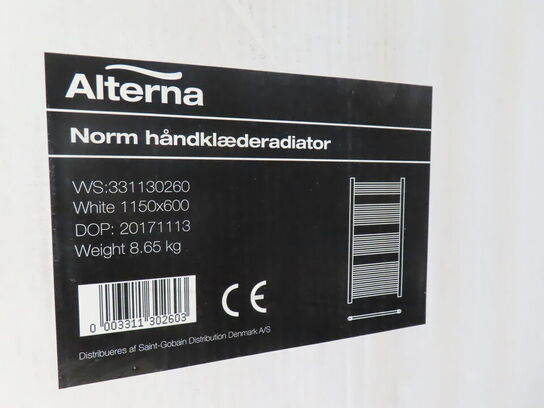 Alterna
Norm håndklæderadiator
VVS:331130260
White 1150x600
DOP: 20171113
Weight 8.65 kg
CE
0 003311 302603
Distribueres af Saint-Gobain Distribution Denmark A/S